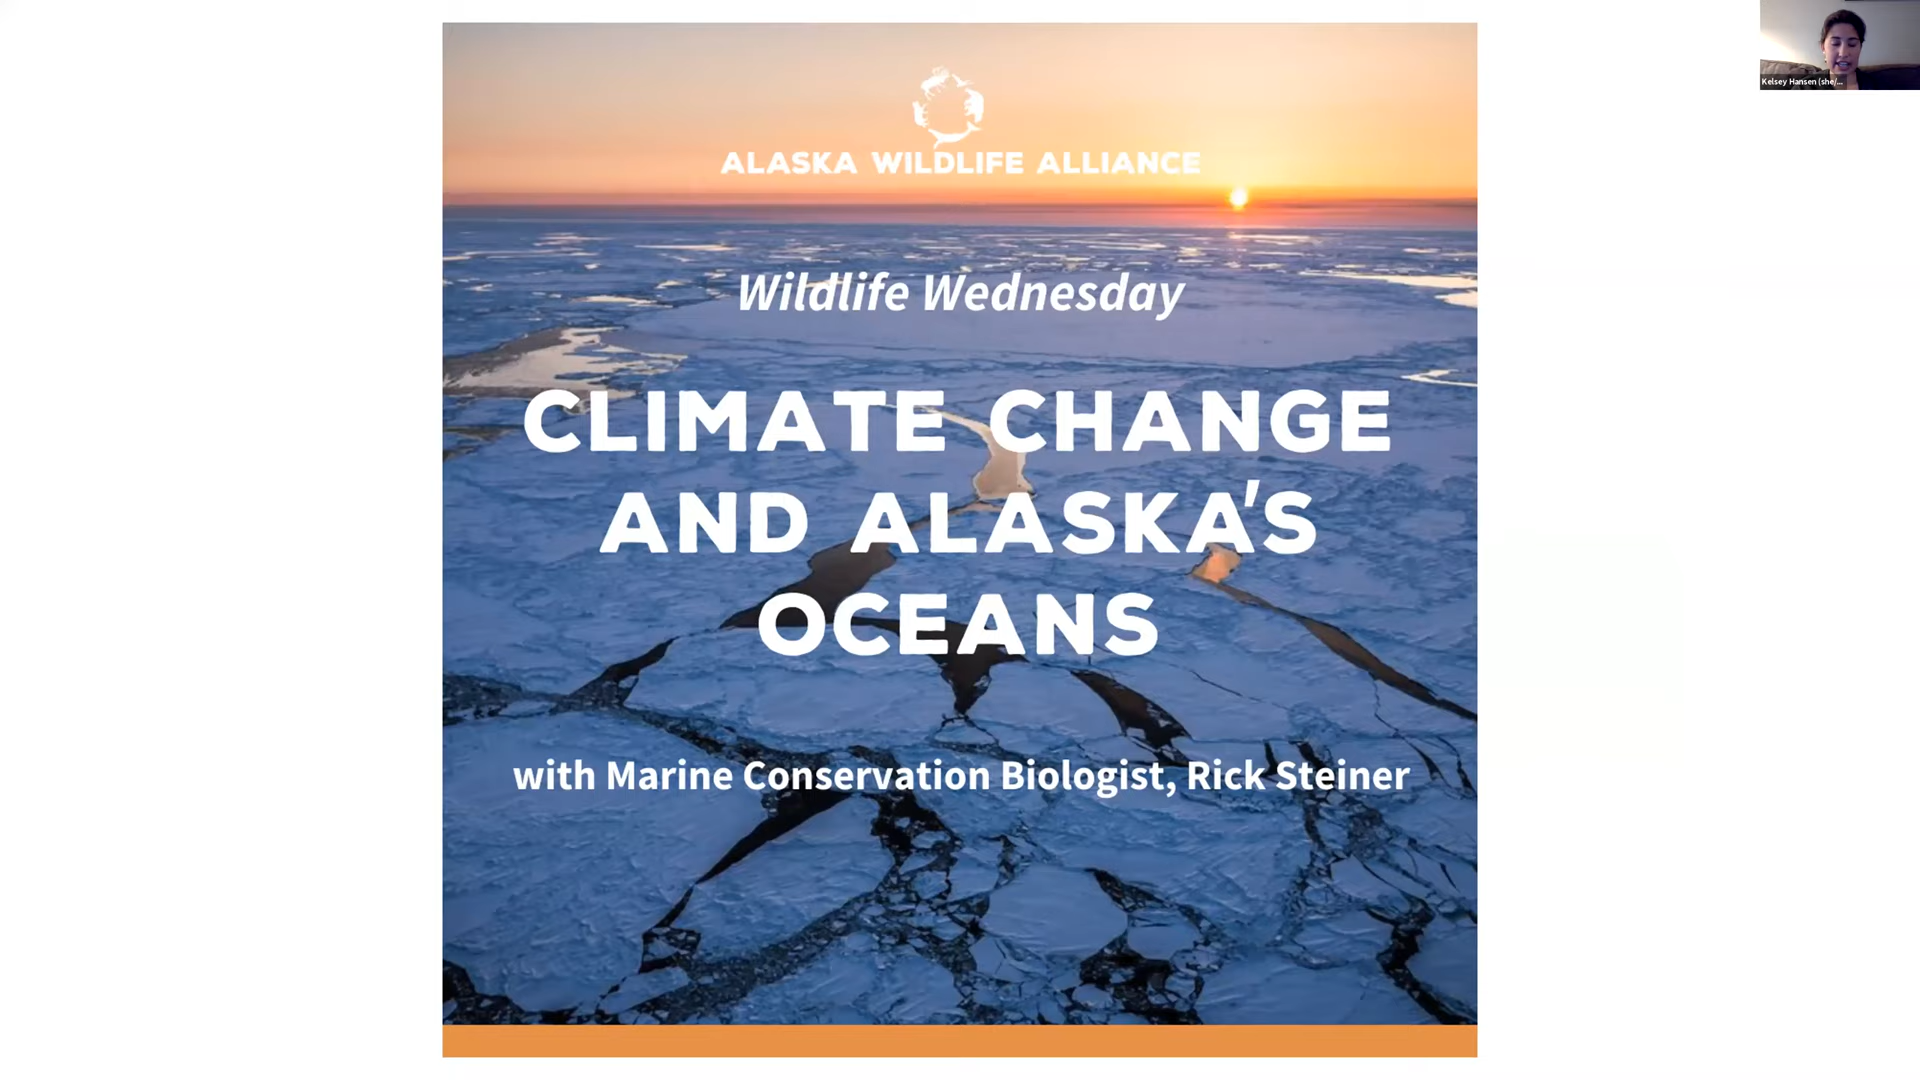 ALASKA WILDLIFE ALLIANCE
Wildlife Wednesday
CLIMATE CHANGE
AND ALASKA'S
OCEANS
with Marine Conservation Biologist, Rick Steiner
Kelsey Hansen (she/...